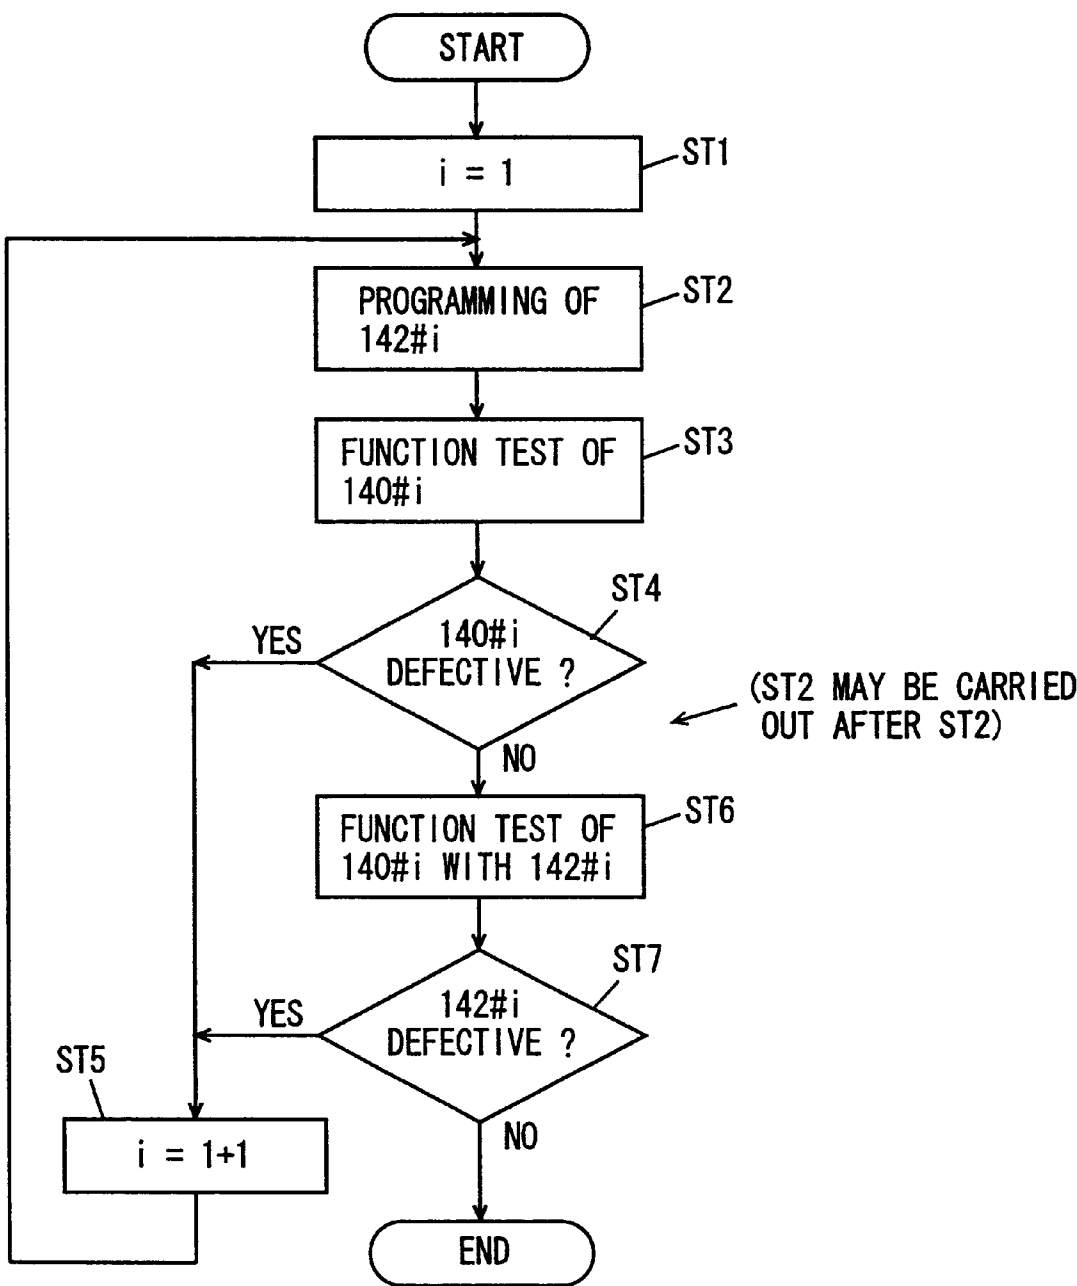 START
i = 1
ST1
PROGRAMMING OF
142#i
ST2
FUNCTION TEST OF
140#i
ST3
ST4
140#i
DEFECTIVE ?
YES
(ST2 MAY BE CARRIED
OUT AFTER ST2)
NO
FUNCTION TEST OF
140#i WITH 142#i
ST6
ST7
142#i
DEFECTIVE ?
YES
ST5
i = 1+1
NO
END